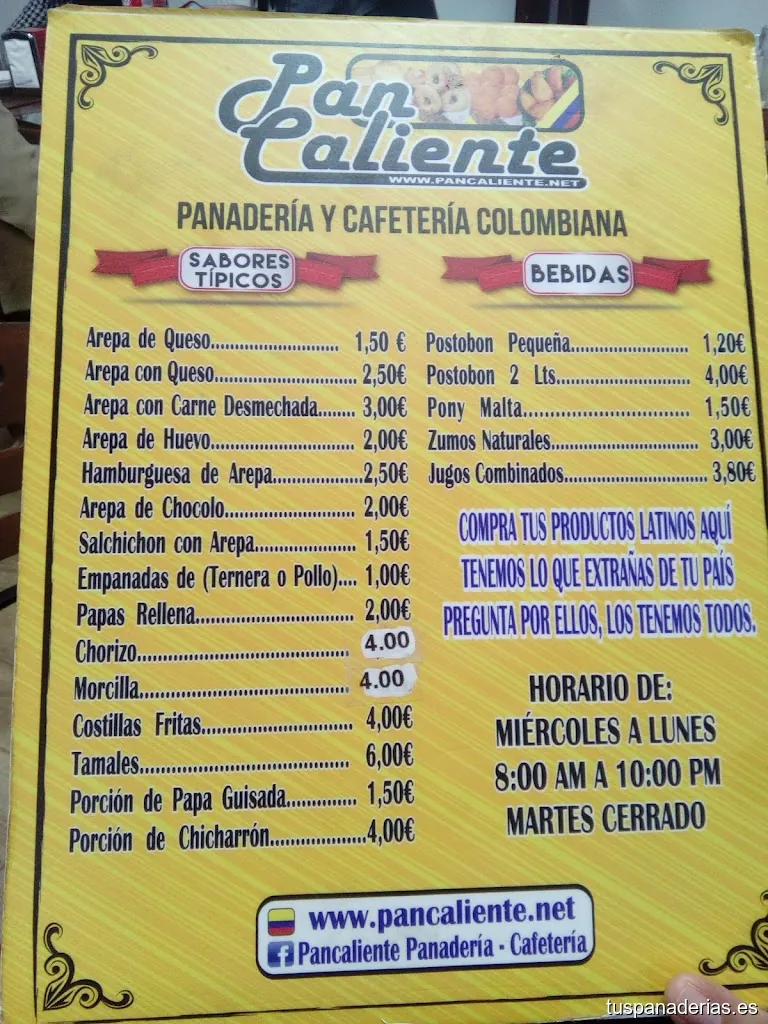 Pan
Caliente
WWW.PANCALIENTE.NET
PANADERÍA Y CAFETERÍA COLOMBIANA
SABORES
TÍPICOS
Arepa de Queso.............................. 1,50 €
Arepa con Queso................................. 2,50€
Arepa con Carne Desmechada........ 3,00€
Arepa de Huevo.................................. 2,00€
Hamburguesa de Arepa.....................2,50€
Arepa de Chocolo............................... 2,00€
Salchichon con Arepa........................ 1,50€
Empanadas de (Ternera o Pollo).... 1,00€
Papas Rellena..................................... 2,00€
Chorizo................................................. 4.00
Morcilla................................................ 4.00
Costillas Fritas................................... 4,00€
Tamales................................................ 6,00€
Porción de Papa Guisada................ 1,50€
Porción de Chicharrón......................4,00€
BEBIDAS
Postobon Pequeña............................ 1,20€
Postobon 2 Lts................................ 4,00€
Pony Malta........................................ 1,50€
Zumos Naturales................................... 3,00€
Jugos Combinados.................................. 3,80€
COMPRA TUS PRODUCTOS LATINOS AQUÍ
TENEMOS LO QUE EXTRAÑAS DE TU PAÍS
PREGUNTA POR ELLOS, LOS TENEMOS TODOS.
HORARIO DE:
MIÉRCOLES A LUNES
8:00 AM A 10:00 PM
MARTES CERRADO
www.pancaliente.net
f Pancaliente Panadería - Cafetería
tuspanaderias.es